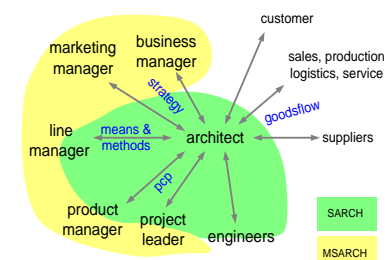 customer
marketing
manager
business
manager
sales, production
logistics, service
strategy
goodsflow
line
manager
means &
methods
architect
suppliers
pcp
product
manager
project
leader
engineers
SARCH
MSARCH